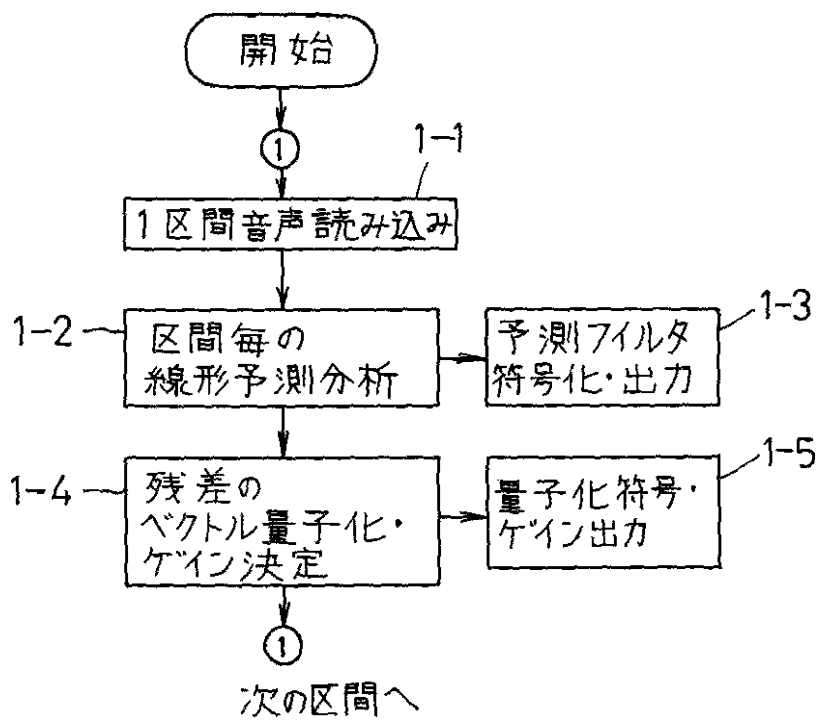 開始
①
1-1
1区間音声読み込み
1-2
区間毎の
線形予測分析
1-3
予測フイルタ
符号化・出力
1-4
残差の
ベクトル量子化・
ゲイン決定
1-5
量子化符号・
ゲイン出力
①
次の区間へ